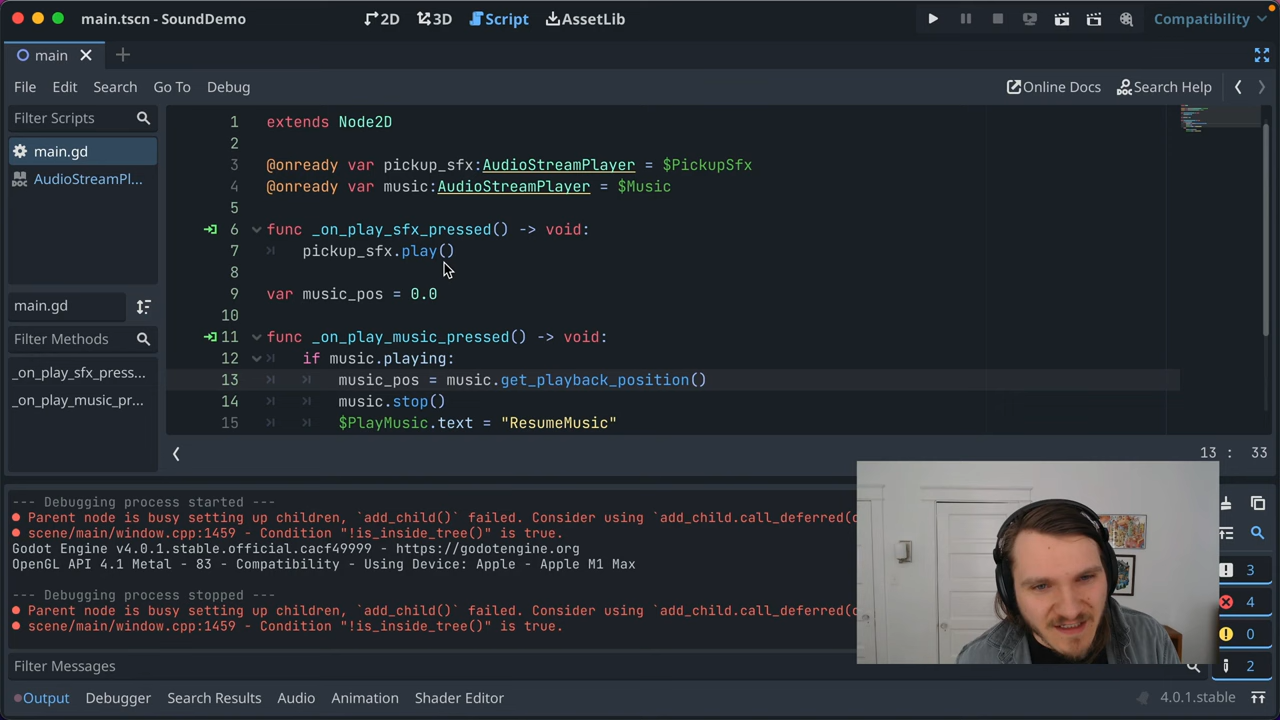 main.tscn - SoundDemo
2D
3D
Script
AssetLib
Compatibility
main
File Edit Search Go To Debug
Online Docs
Search Help
Filter Scripts
main.gd
AudioStreamPl...
main.gd
Filter Methods
_on_play_sfx_press...
_on_play_music_pr...
1 extends Node2D
2
3 @onready var pickup_sfx:AudioStreamPlayer = $PickupSfx
4 @onready var music:AudioStreamPlayer = $Music
5
6 func _on_play_sfx_pressed() -> void:
7 pickup_sfx.play()
8
9 var music_pos = 0.0
10
11 func _on_play_music_pressed() -> void:
12 if music.playing:
13 music_pos = music.get_playback_position()
14 music.stop()
15 $PlayMusic.text = "ResumeMusic"
13 : 33
--- Debugging process started ---
Parent node is busy setting up children, `add_child()` failed. Consider using `add_child.call_deferred(c
scene/main/window.cpp:1459 - Condition "!is_inside_tree()" is true.
Godot Engine v4.0.1.stable.official.cacf49999 - https://godotengine.org
OpenGL API 4.1 Metal - 83 - Compatibility - Using Device: Apple - Apple M1 Max
--- Debugging process stopped ---
Parent node is busy setting up children, `add_child()` failed. Consider using `add_child.call_deferred(c
scene/main/window.cpp:1459 - Condition "!is_inside_tree()" is true.
3
4
0
2
Filter Messages
Output Debugger Search Results Audio Animation Shader Editor
4.0.1.stable